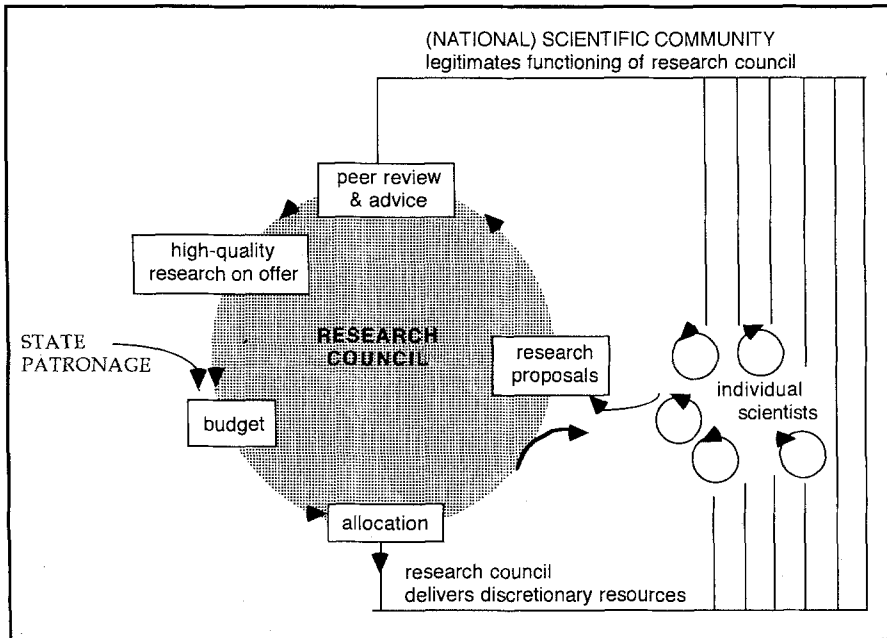 (NATIONAL) SCIENTIFIC COMMUNITY
legitimates functioning of research council
peer review
& advice
high-quality
research on offer
RESEARCH
COUNCIL
STATE
PATRONAGE
research
proposals
individual
scientists
budget
allocation
research council
delivers discretionary resources